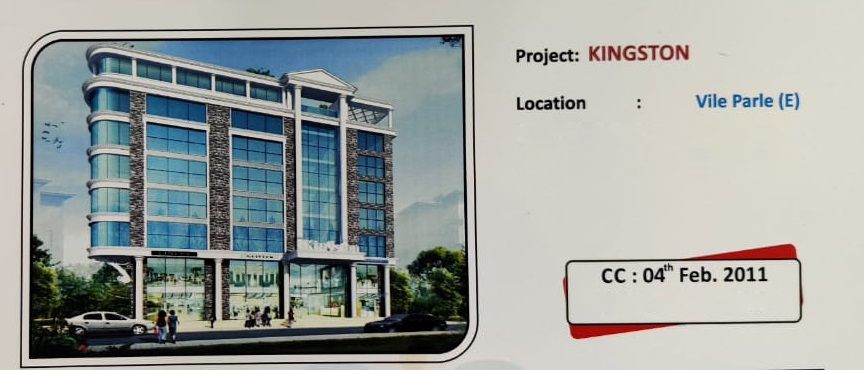 Project: KINGSTON
Location : Vile Parle (E)
CC : 04th Feb. 2011